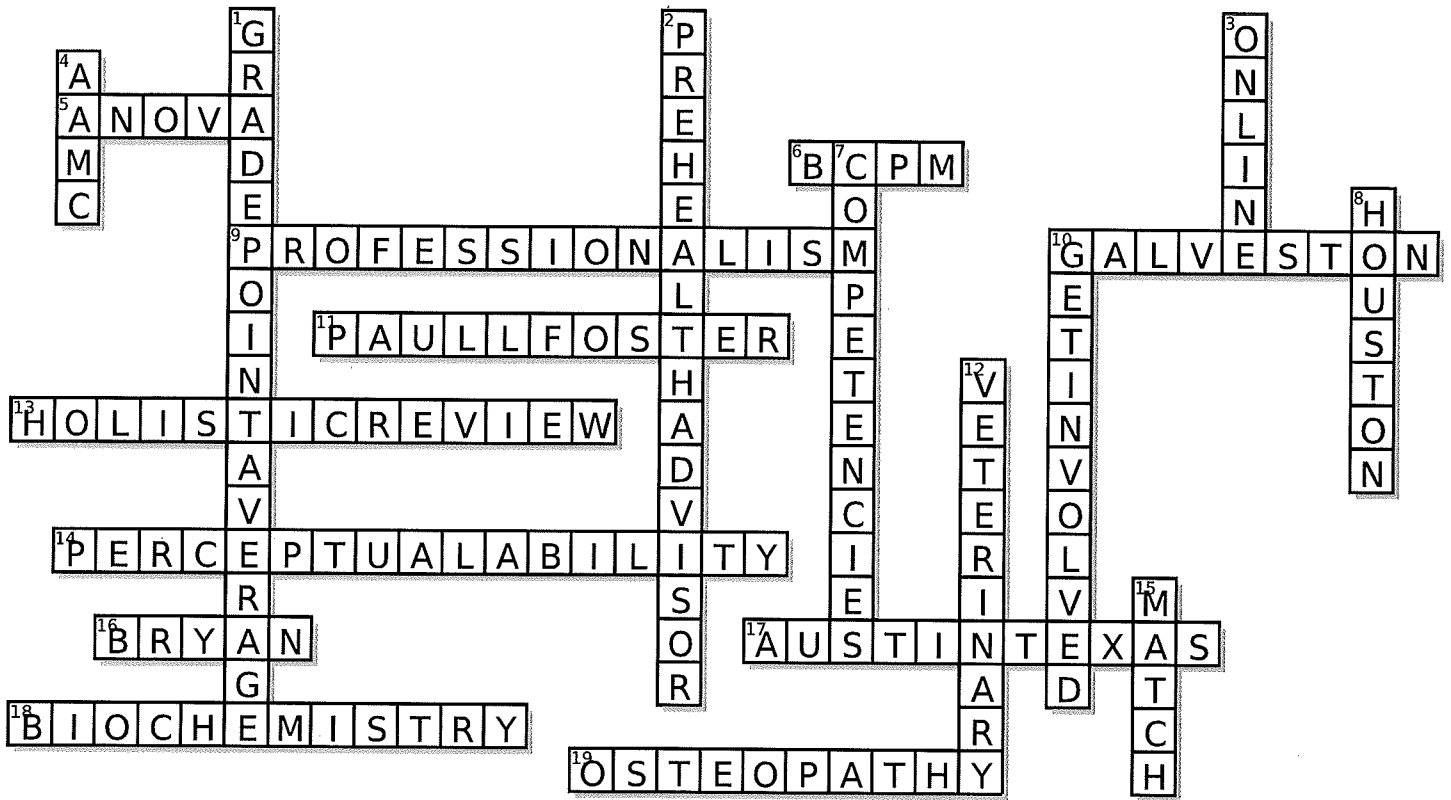 1 GRADEPOINTAVERAGE
2 PREHEALTHADVISOR
3 ONLINE
4 AAMC
5 ANOVA
6 BCPM
7 COMPETENCIES
8 HOUSTON
9 PROFESSIONALISM
10 GALVESTON
10 GETINVOLVED
11 PAULLFOSTER
12 VETERINARY
13 HOLISTICREVIEW
14 PERCEPTUALABILITY
15 MATCH
16 BRYAN
17 AUSTINTEXAS
18 BIOCHEMISTRY
19 OSTEOPATHY